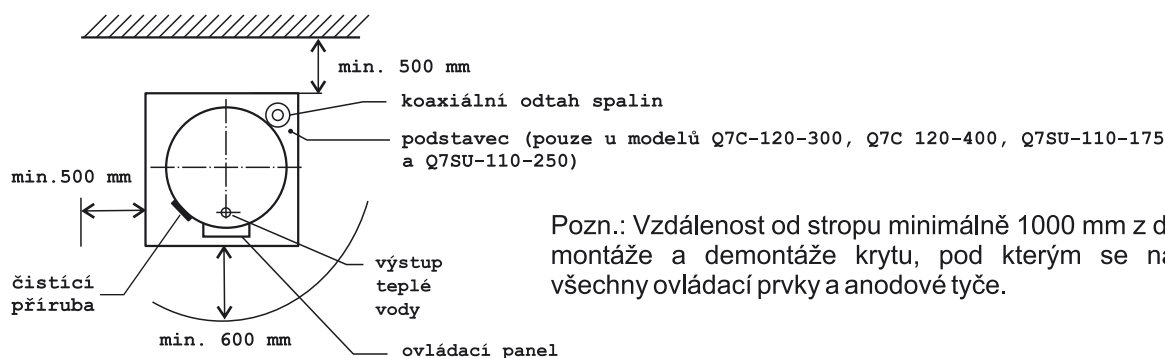 min. 500 mm
koaxiální odtah spalin
podstavec (pouze u modelů Q7C-120-300, Q7C 120-400, Q7SU-110-175
a Q7SU-110-250)
min.500 mm
Pozn.: Vzdálenost od stropu minimálně 1000 mm z
montáže a demontáže krytu, pod kterým se
všechny ovládací prvky a anodové tyče.
čistící
příruba
výstup
teplé
vody
min. 600 mm
ovládací panel